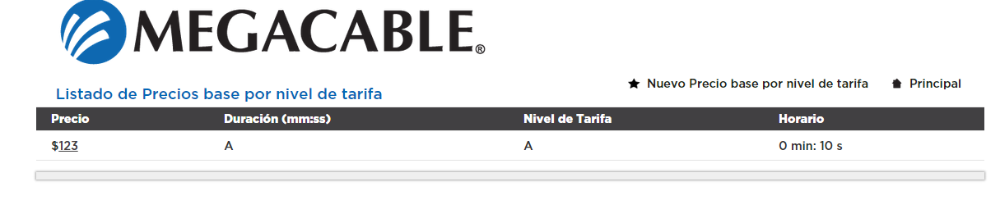 MEGACABLE®
Nuevo Precio base por nivel de tarifa Principal
Listado de Precios base por nivel de tarifa
Precio Duración (mm:ss) Nivel de Tarifa Horario
$123 A A 0 min: 10 s